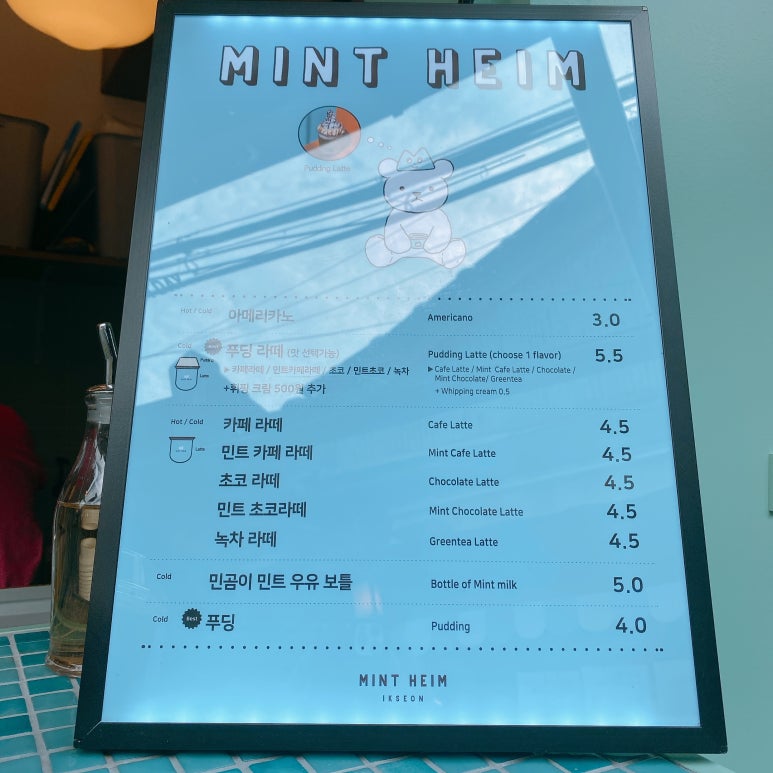 MINT HEIM
Pudding Latte
Hot / Cold 아메리카노 Americano 3.0
Cold Best 푸딩 라떼 (맛 선택가능) Pudding Latte (choose 1 flavor) 5.5
▶ 카페라떼 / 민트카페라떼 / 초코 / 민트초코 / 녹차
▶ Cafe Latte / Mint Cafe Latte / Chocolate /
Mint Chocolate/ Greentea
+휘핑 크림 500원 추가
+ Whipping cream 0.5
Pudding
Latte
Hot / Cold 카페 라떼 Cafe Latte 4.5
Latte
민트 카페 라떼 Mint Cafe Latte 4.5
초코 라떼 Chocolate Latte 4.5
민트 초코라떼 Mint Chocolate Latte 4.5
녹차 라떼 Greentea Latte 4.5
Cold 민곰이 민트 우유 보틀 Bottle of Mint milk 5.0
Cold Best 푸딩 Pudding 4.0
MINT HEIM
IKSEON